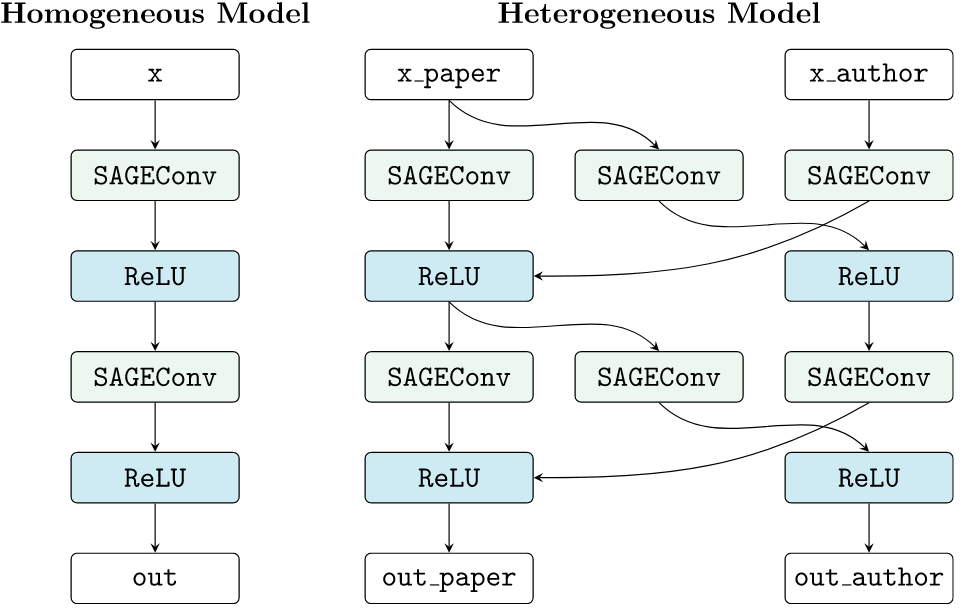 Homogeneous Model
Heterogeneous Model
x
x_paper
x_author
SAGEConv
SAGEConv
SAGEConv
SAGEConv
ReLU
ReLU
ReLU
SAGEConv
SAGEConv
SAGEConv
SAGEConv
ReLU
ReLU
ReLU
out
out_paper
out_author